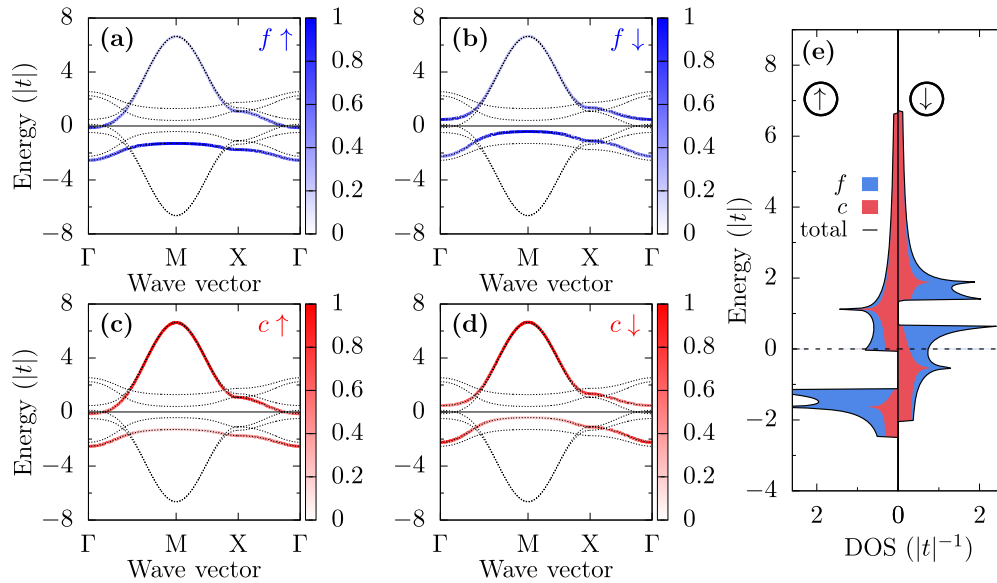 (a)
f ↑
8
4
0
−4
−8
Energy (|t|)
Γ
M
X
Γ
Wave vector
1
0.8
0.6
0.4
0.2
0
(b)
f ↓
8
4
0
−4
−8
Energy (|t|)
Γ
M
X
Γ
Wave vector
1
0.8
0.6
0.4
0.2
0
(c)
c ↑
8
4
0
−4
−8
Energy (|t|)
Γ
M
X
Γ
Wave vector
1
0.8
0.6
0.4
0.2
0
(d)
c ↓
8
4
0
−4
−8
Energy (|t|)
Γ
M
X
Γ
Wave vector
1
0.8
0.6
0.4
0.2
0
(e)
↑
↓
f
c
total
8
6
4
2
0
−2
−4
Energy (|t|)
2
0
2
DOS (|t|⁻¹)